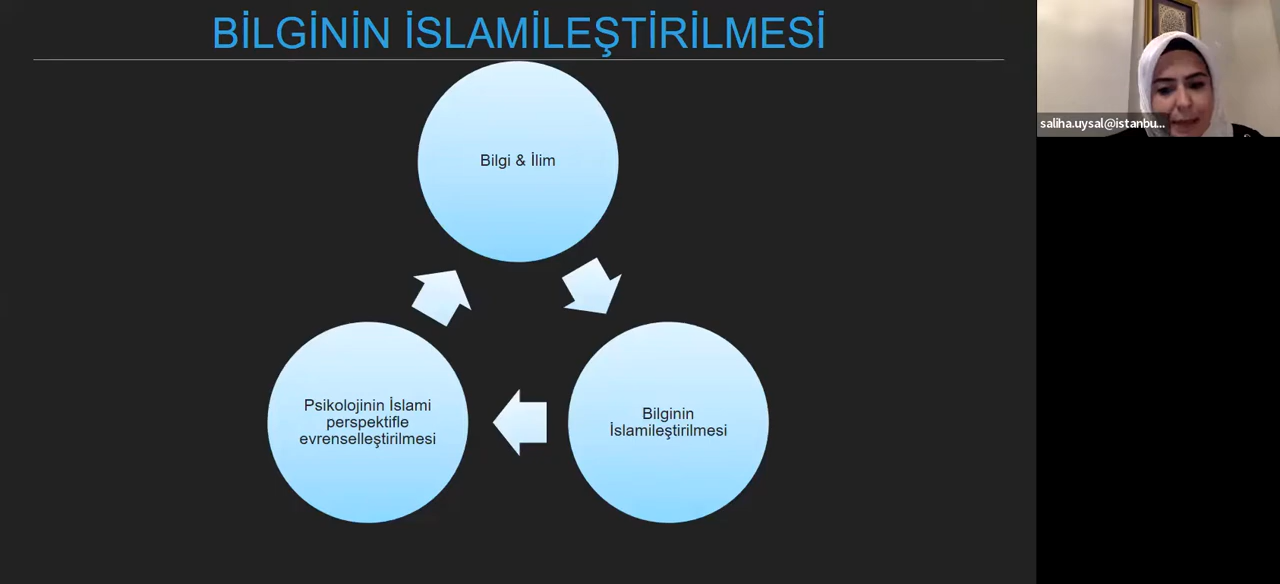 BİLGİNİN İSLAMİLEŞTİRİLMESİ
saliha.uysal@istanbu...
Bilgi & İlim
Psikolojinin İslami
perspektifle
evrenselleştirilmesi
Bilginin
İslamileştirilmesi